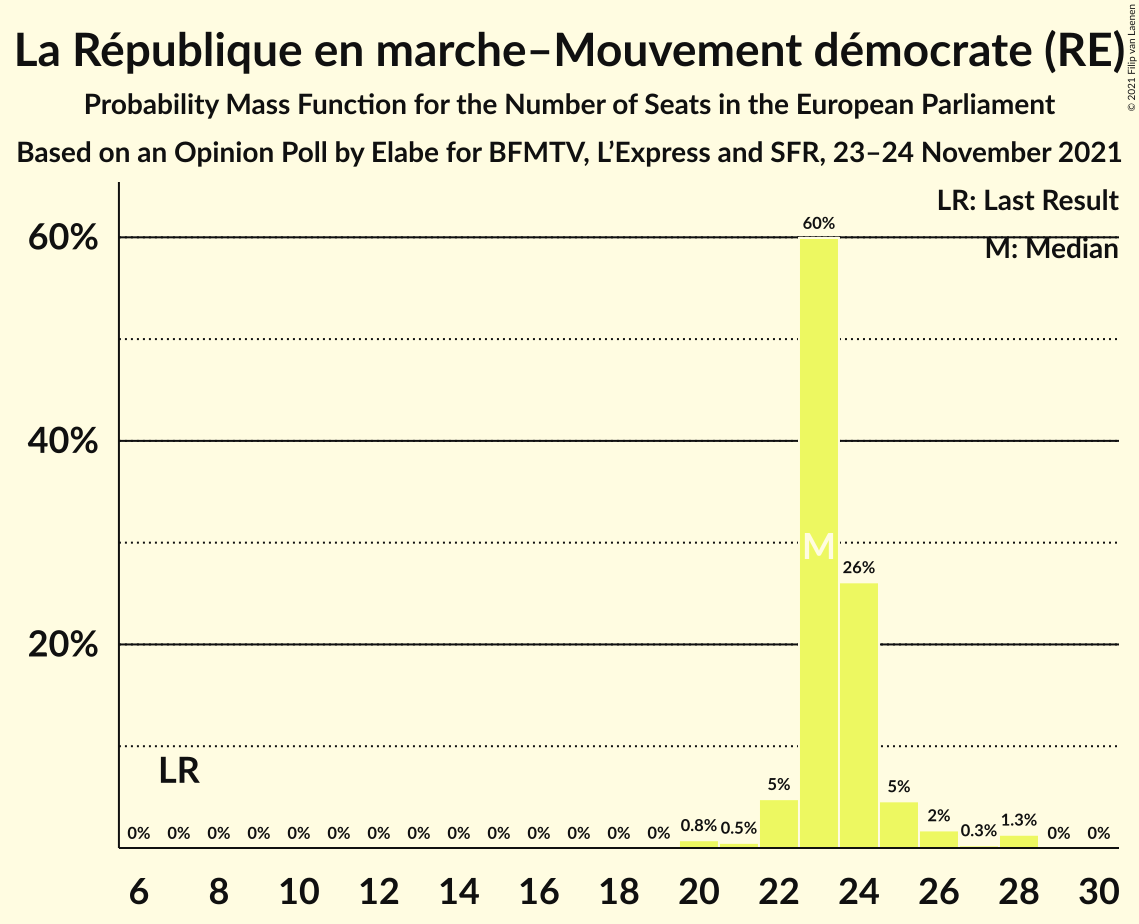 La République en marche–Mouvement démocrate (RE)
© 2021 Filip van Laenen
Probability Mass Function for the Number of Seats in the European Parliament
Based on an Opinion Poll by Elabe for BFMTV, L’Express and SFR, 23–24 November 2021
LR: Last Result
M: Median
60%
40%
20%
60%
M
26%
LR
0% 0% 0% 0% 0% 0% 0% 0% 0% 0% 0% 0% 0% 0% 0.8% 0.5% 5% 5% 2% 0.3% 1.3% 0% 0%
6 8 10 12 14 16 18 20 22 24 26 28 30